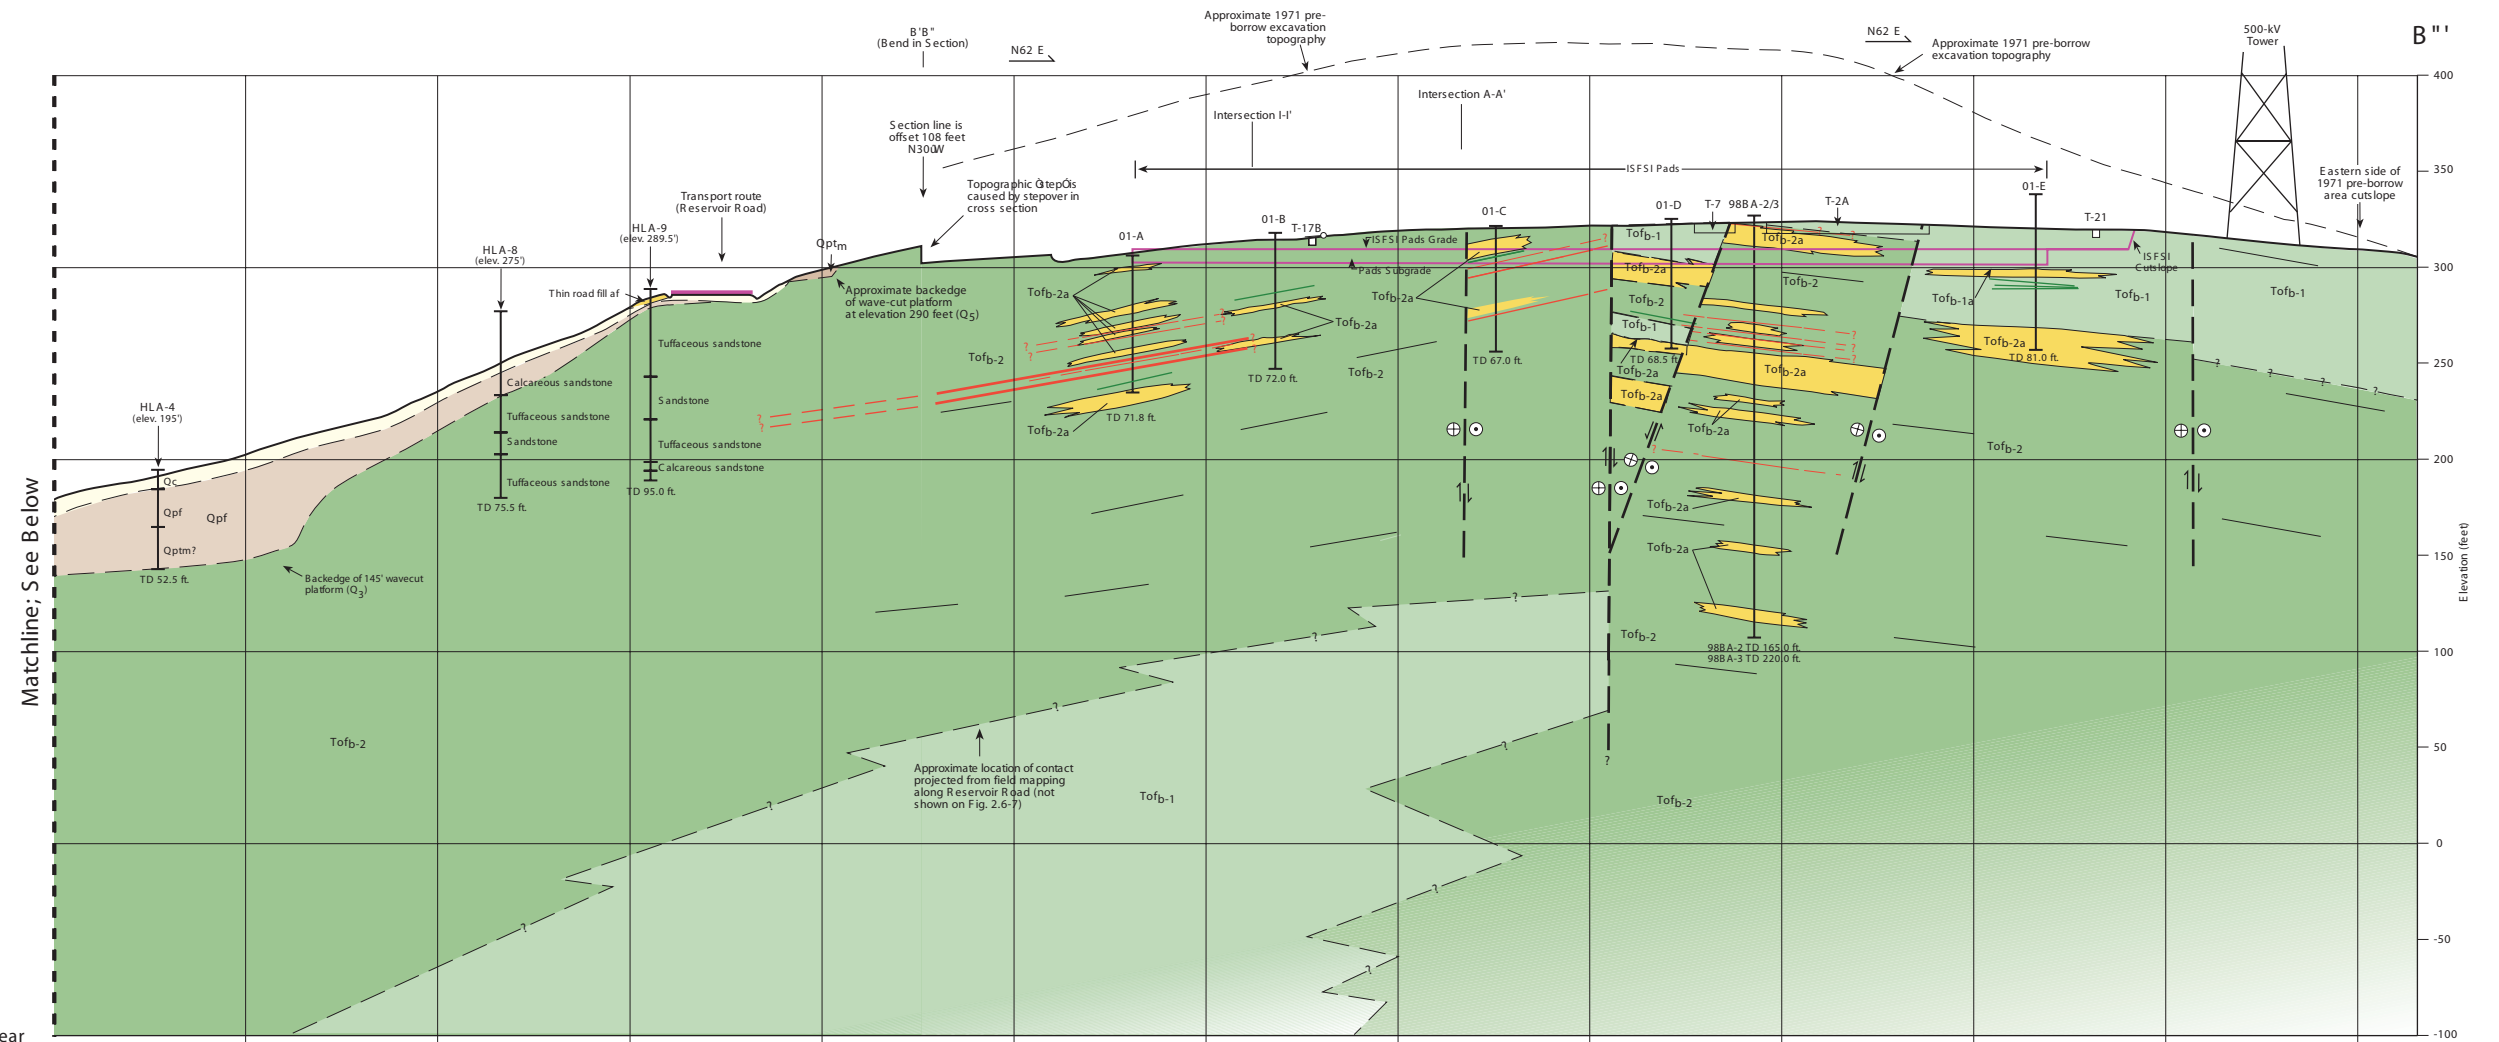 Approximate 1971 pre-
borrow excavation
topography
B'B"
(Bend in Section)
N62 E
N62 E
Approximate 1971 pre-borrow
excavation topography
500-kV
Tower
B"'
400
350
300
250
200
150
100
50
0
-50
-100
Elevation (feet)
Intersection A-A'
Intersection I-I'
Section line is
offset 108 feet
ISFSI Pads
Eastern side of
1971 pre-borrow
area cutslope
Topographic
caused by stepover in
cross section
Transport route
(Reservoir Road)
HLA-9
(elev. 289.5')
HLA-8
(elev. 275')
HLA-4
(elev. 195')
Thin road fill af
Qptm
Approximate backedge
of wave-cut platform
at elevation 290 feet (Q5)
01-A
01-B
T-17B
01-C
01-D
T-7
98BA-2/3
T-2A
01-E
T-21
ISFSI Pads Grade
Pads Subgrade
ISFSI
Cutslope
Tofb-1
Tofb-2a
Tofb-2a
Tofb-2
Tofb-1
Tofb-2a
Tofb-2a
Tofb-2a
Tofb-2
Tofb-2a
Tofb-1a
Tofb-1
Tofb-1
Tofb-2a
Tofb-2a
Tofb-2a
Tofb-2
Tofb-2
Tofb-2a
Tofb-2a
Tofb-2a
Tofb-2
Tofb-2a
Tofb-2a
Tofb-2
Tofb-2
Tofb-1
Tofb-2
TD 71.8 ft.
TD 72.0 ft.
TD 67.0 ft.
TD 68.5 ft.
TD 81.0 ft.
98BA-2 TD 165.0 ft.
98BA-3 TD 220.0 ft.
Tuffaceous sandstone
Sandstone
Tuffaceous sandstone
Calcareous sandstone
TD 95.0 ft.
Calcareous sandstone
Tuffaceous sandstone
Sandstone
Tuffaceous sandstone
TD 75.5 ft.
Qc
Qpf
Qpf
Qptm?
TD 52.5 ft.
Backedge of 145' wavecut
platform (Q3)
Approximate location of contact
projected from field mapping
along Reservoir Road (not
shown on Fig. 2.6-7)
Matchline; See Below
ear